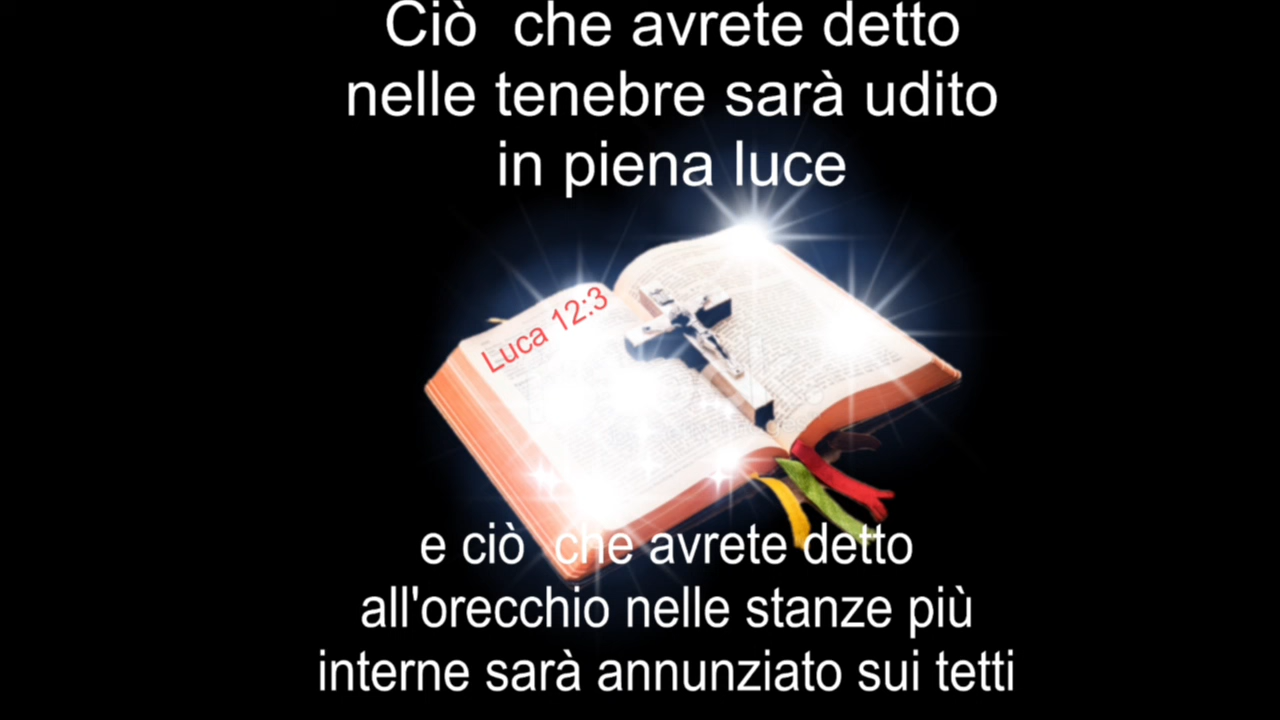 Ciò che avrete detto
nelle tenebre sarà udito
in piena luce
Luca 12:3
e ciò che avrete detto
all'orecchio nelle stanze più
interne sarà annunziato sui tetti